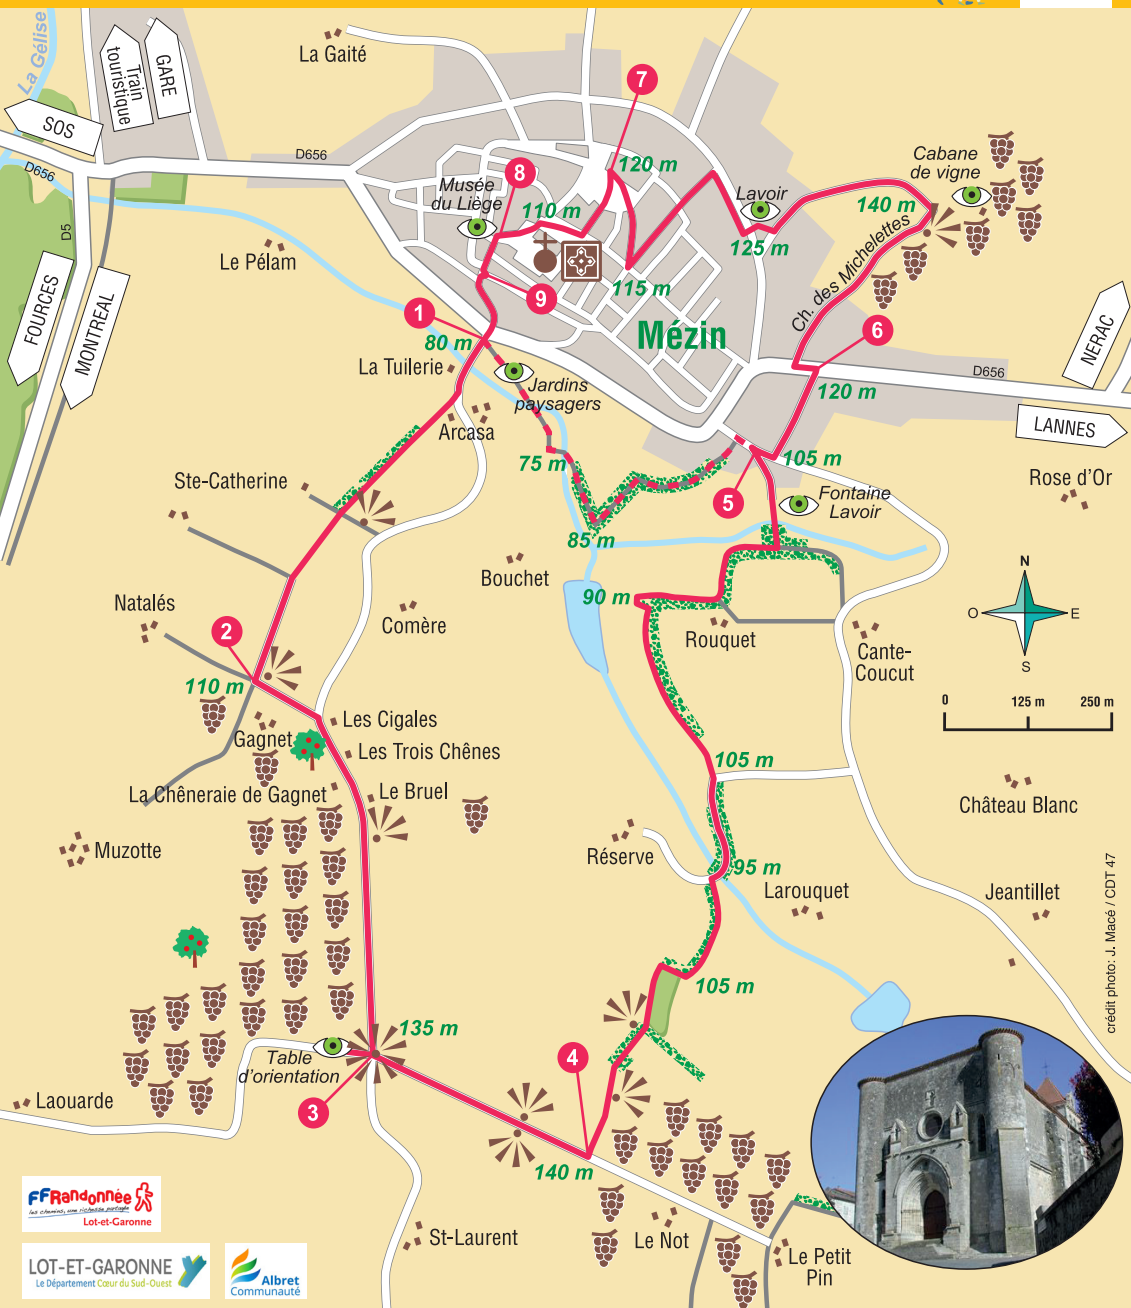 La Gélise
Train
touristique
GARE
La Gaité
SOS
D656
D656
D5
7
8
120 m
Musée
du Liège
110 m
Lavoir
Cabane
de vigne
140 m
125 m
Ch. des Michelettes
Le Pélam
FOURCES
MONTREAL
115 m
9
1
80 m
Mézin
6
NERAC
La Tuilerie
D656
Jardins
paysagers
120 m
LANNES
Arcasa
75 m
105 m
Ste-Catherine
5
Fontaine
Lavoir
Rose d'Or
85 m
Bouchet
N
O
E
S
Natalés
90 m
2
Comère
Rouquet
Cante-
Coucut
110 m
0
125 m
250 m
Les Cigales
Gagnet
Les Trois Chênes
105 m
La Chêneraie de Gagnet
Le Bruel
Château Blanc
Muzotte
Réserve
95 m
Larouquet
Jeantillet
crédit photo: J. Macé / CDT 47
105 m
135 m
Table
d'orientation
4
3
Laouarde
140 m
FFRandonnée
les chemins, une richesse partagée
Lot-et-Garonne
St-Laurent
Le Not
Le Petit
Pin
LOT-ET-GARONNE
Le Département Cœur du Sud-Ouest
Albret
Communauté